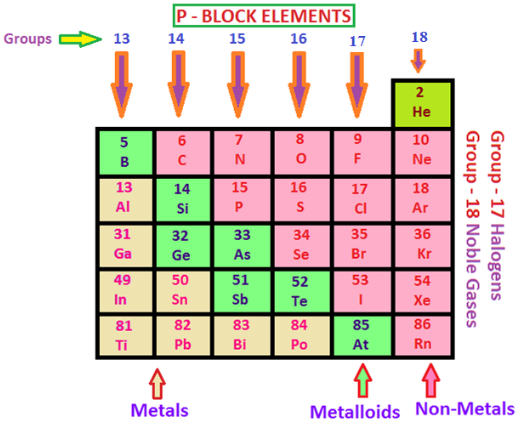 P - BLOCK ELEMENTS
Groups 13 14 15 16 17 18
2
He
5 6 7 8 9 10
B C N O F Ne
13 14 15 16 17 18
Al Si P S Cl Ar
31 32 33 34 35 36
Ga Ge As Se Br Kr
49 50 51 52 53 54
In Sn Sb Te I Xe
81 82 83 84 85 86
Ti Pb Bi Po At Rn
Group - 17 Halogens
Group - 18 Noble Gases
Metals
Metalloids
Non-Metals